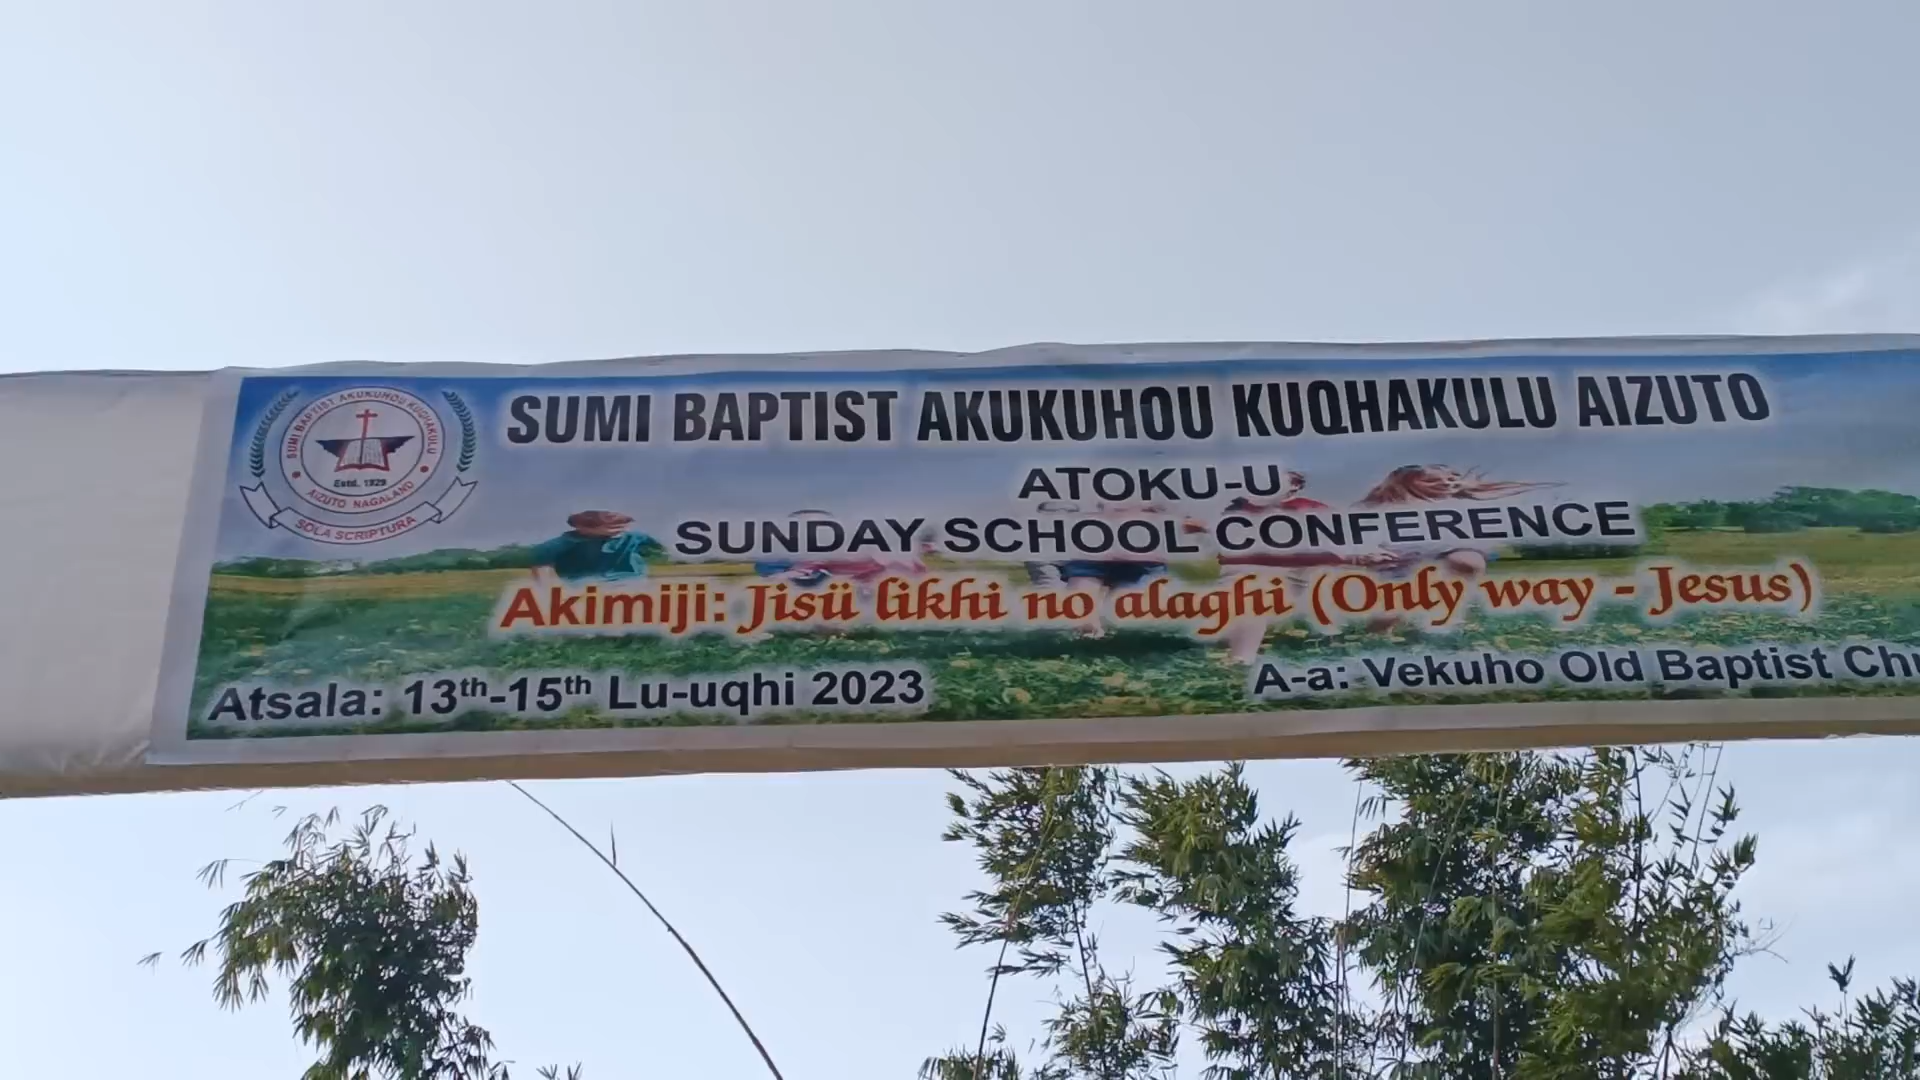 SUMI BAPTIST AKUKUHOU KUQHAKULU
Estd. 1929
AIZUTO NAGALAND
SOLA SCRIPTURA
SUMI BAPTIST AKUKUHOU KUQHAKULU AIZUTO
ATOKU-U
SUNDAY SCHOOL CONFERENCE
Akimiji: Jisü likhi no alaghi (Only way - Jesus)
Atsala: 13th-15th Lu-uqhi 2023
A-a: Vekuho Old Baptist Chu